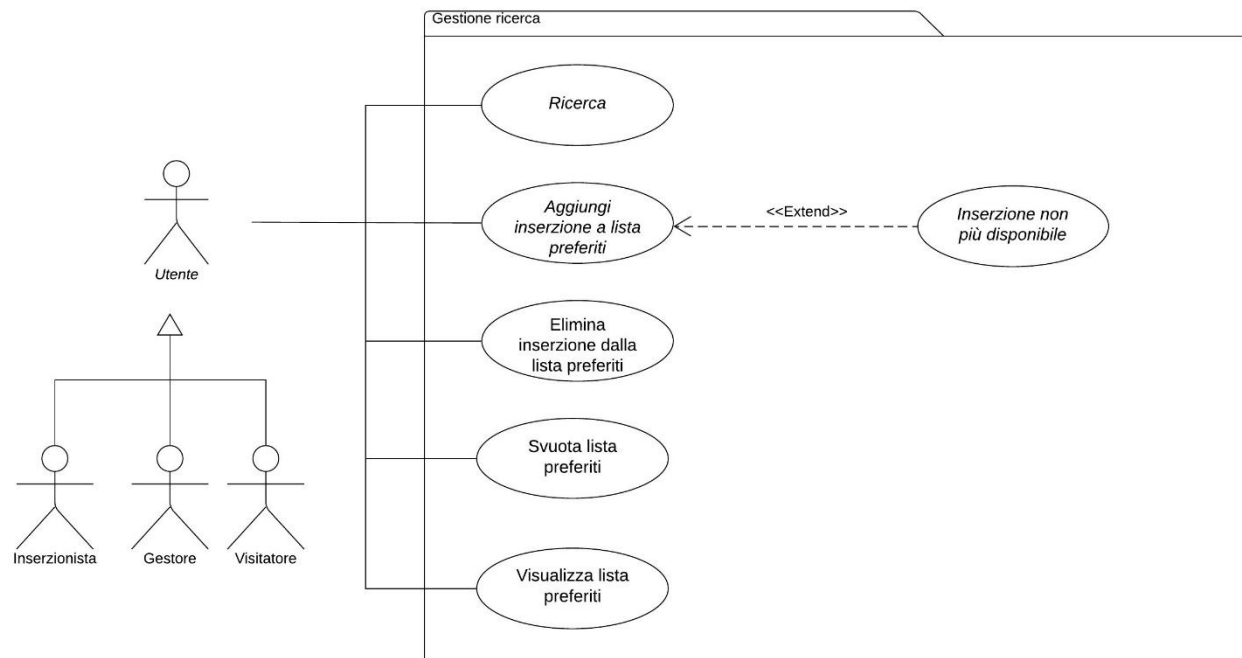 Gestione ricerca
Ricerca
Aggiungi
inserzione a lista
preferiti
<<Extend>>
Inserzione non
più disponibile
Utente
Elimina
inserzione dalla
lista preferiti
Svuota lista
preferiti
Inserzionista
Gestore
Visitatore
Visualizza lista
preferiti